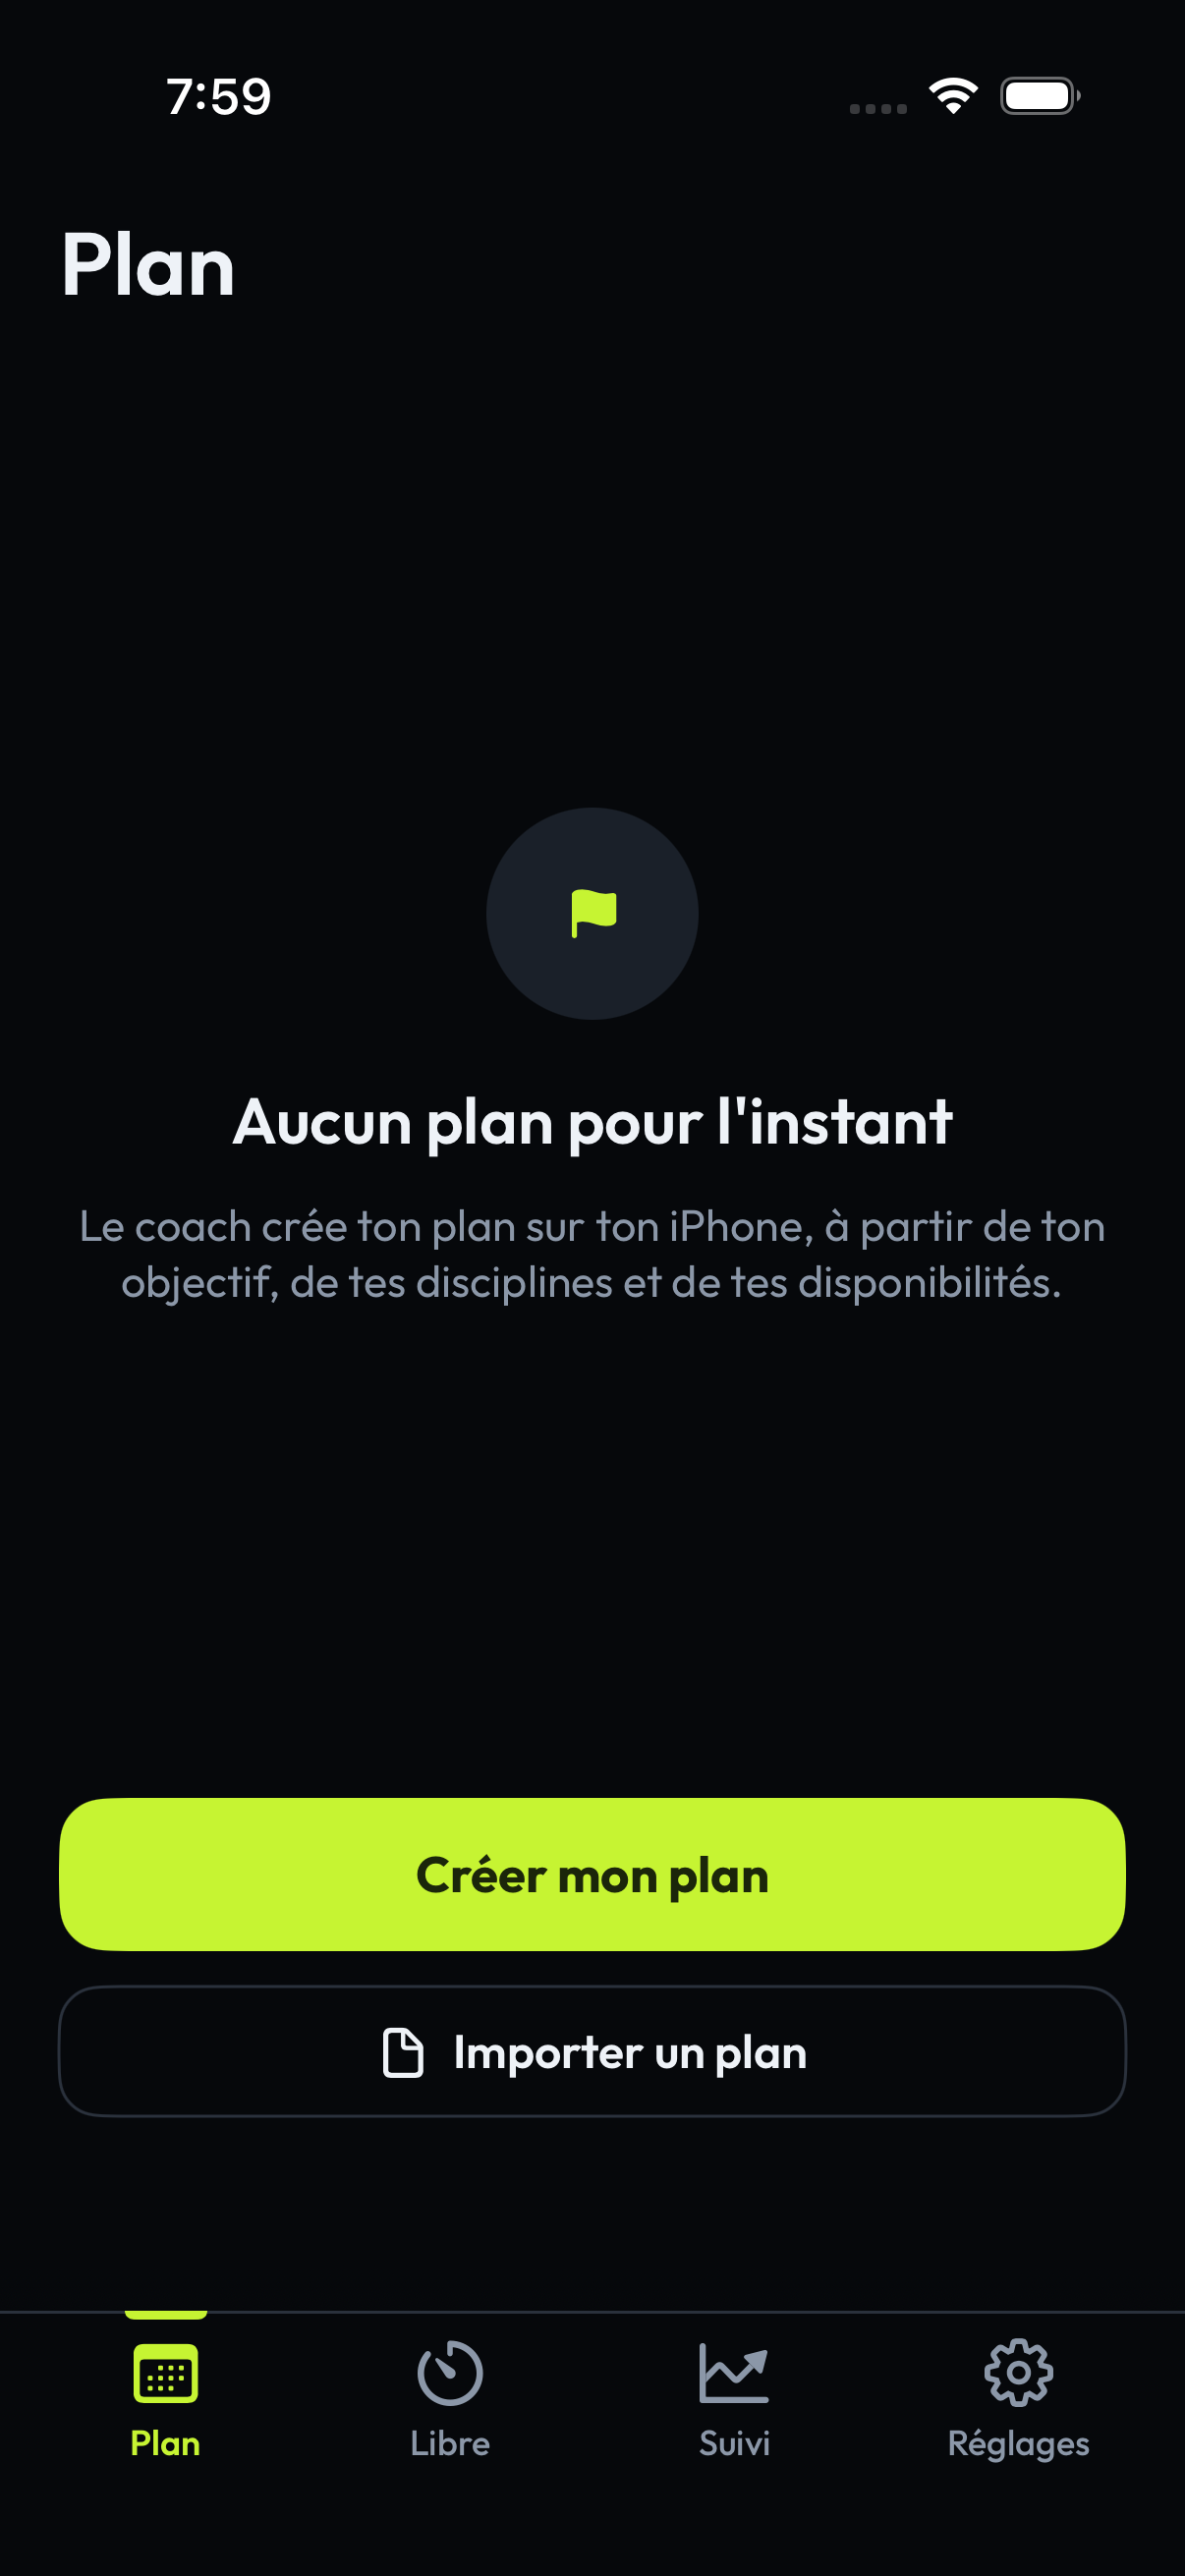 7:59
Plan
Aucun plan pour l'instant
Le coach crée ton plan sur ton iPhone, à partir de ton
objectif, de tes disciplines et de tes disponibilités.
Créer mon plan
Importer un plan
Plan
Libre
Suivi
Réglages